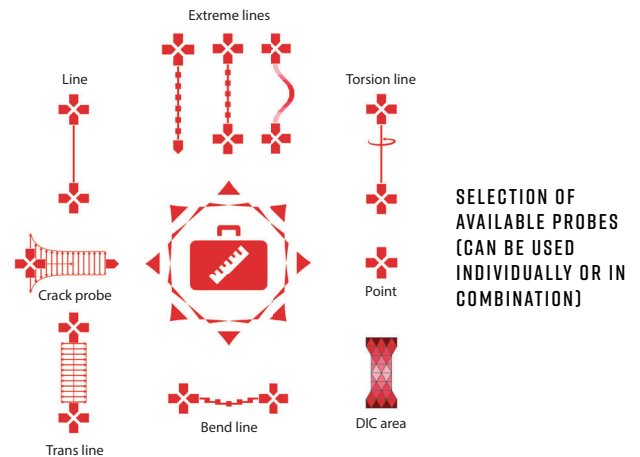 Extreme lines
Line
Torsion line
SELECTION OF
AVAILABLE PROBES
(CAN BE USED
INDIVIDUALLY OR IN
COMBINATION)
Crack probe
Point
Bend line
DIC area
Trans line